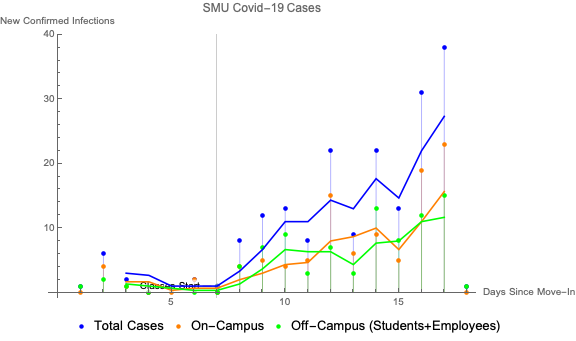 SMU Covid-19 Cases
New Confirmed Infections
40
30
20
10
Classes Start
5
10
15
Days Since Move-In
Total Cases
On-Campus
Off-Campus (Students+Employees)